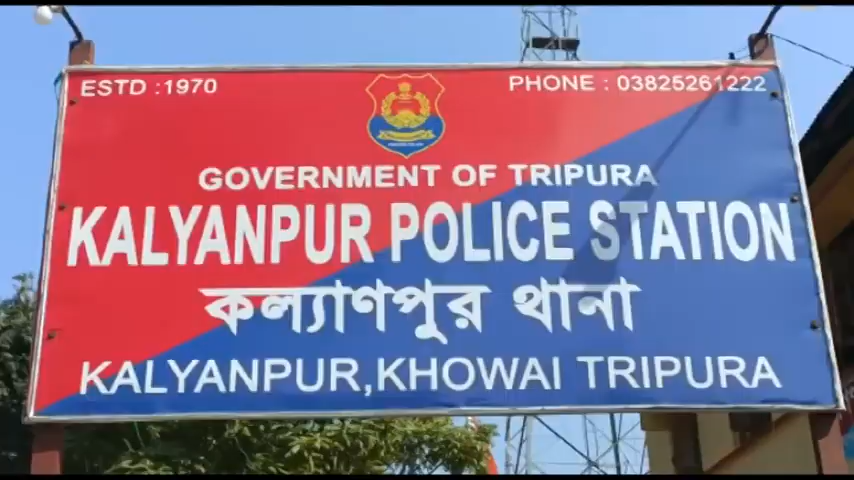 ESTD :1970
PHONE : 03825261222
GOVERNMENT OF TRIPURA
KALYANPUR POLICE STATION
কল্যাণপুর থানা
KALYANPUR,KHOWAI TRIPURA